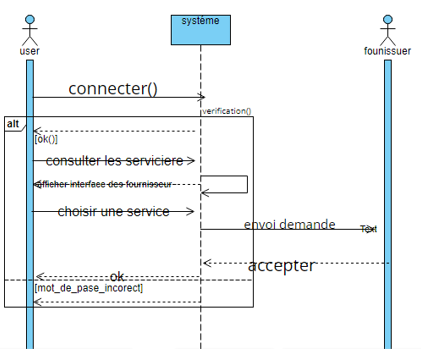 système
user
founissuer
connecter()
verification()
alt
[ok()]
consulter les serviciere
afficher interface des fournisseur
choisir une service
envoi demande
Text
accepter
ok
[mot_de_pase_incorect]